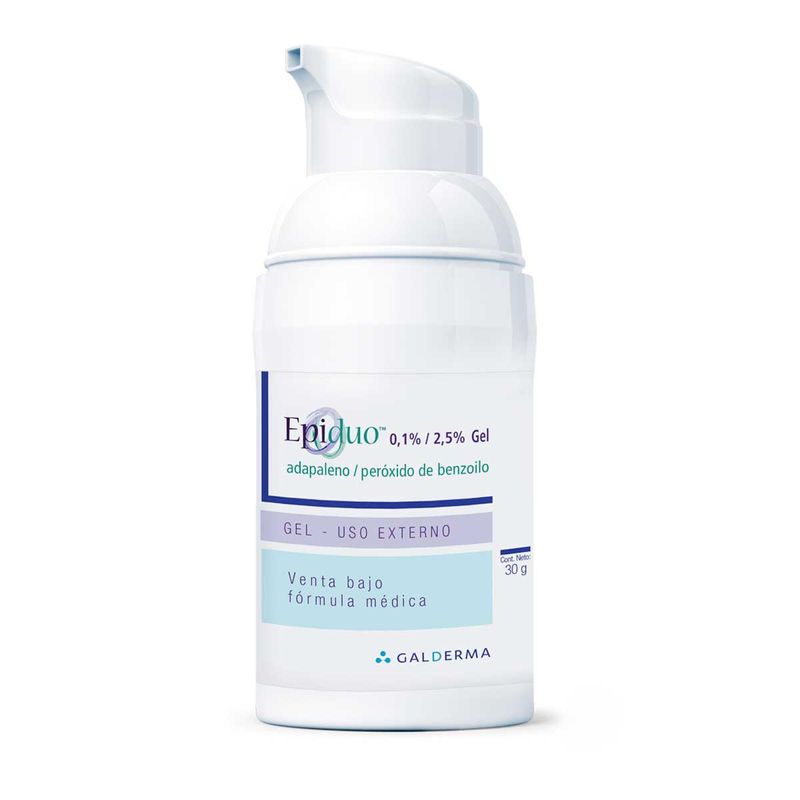 Epiduo™ 0,1% / 2,5% Gel
adapaleno / peróxido de benzoilo
GEL - USO EXTERNO
Venta bajo
fórmula médica
Cont. Neto:
30 g
GALDERMA